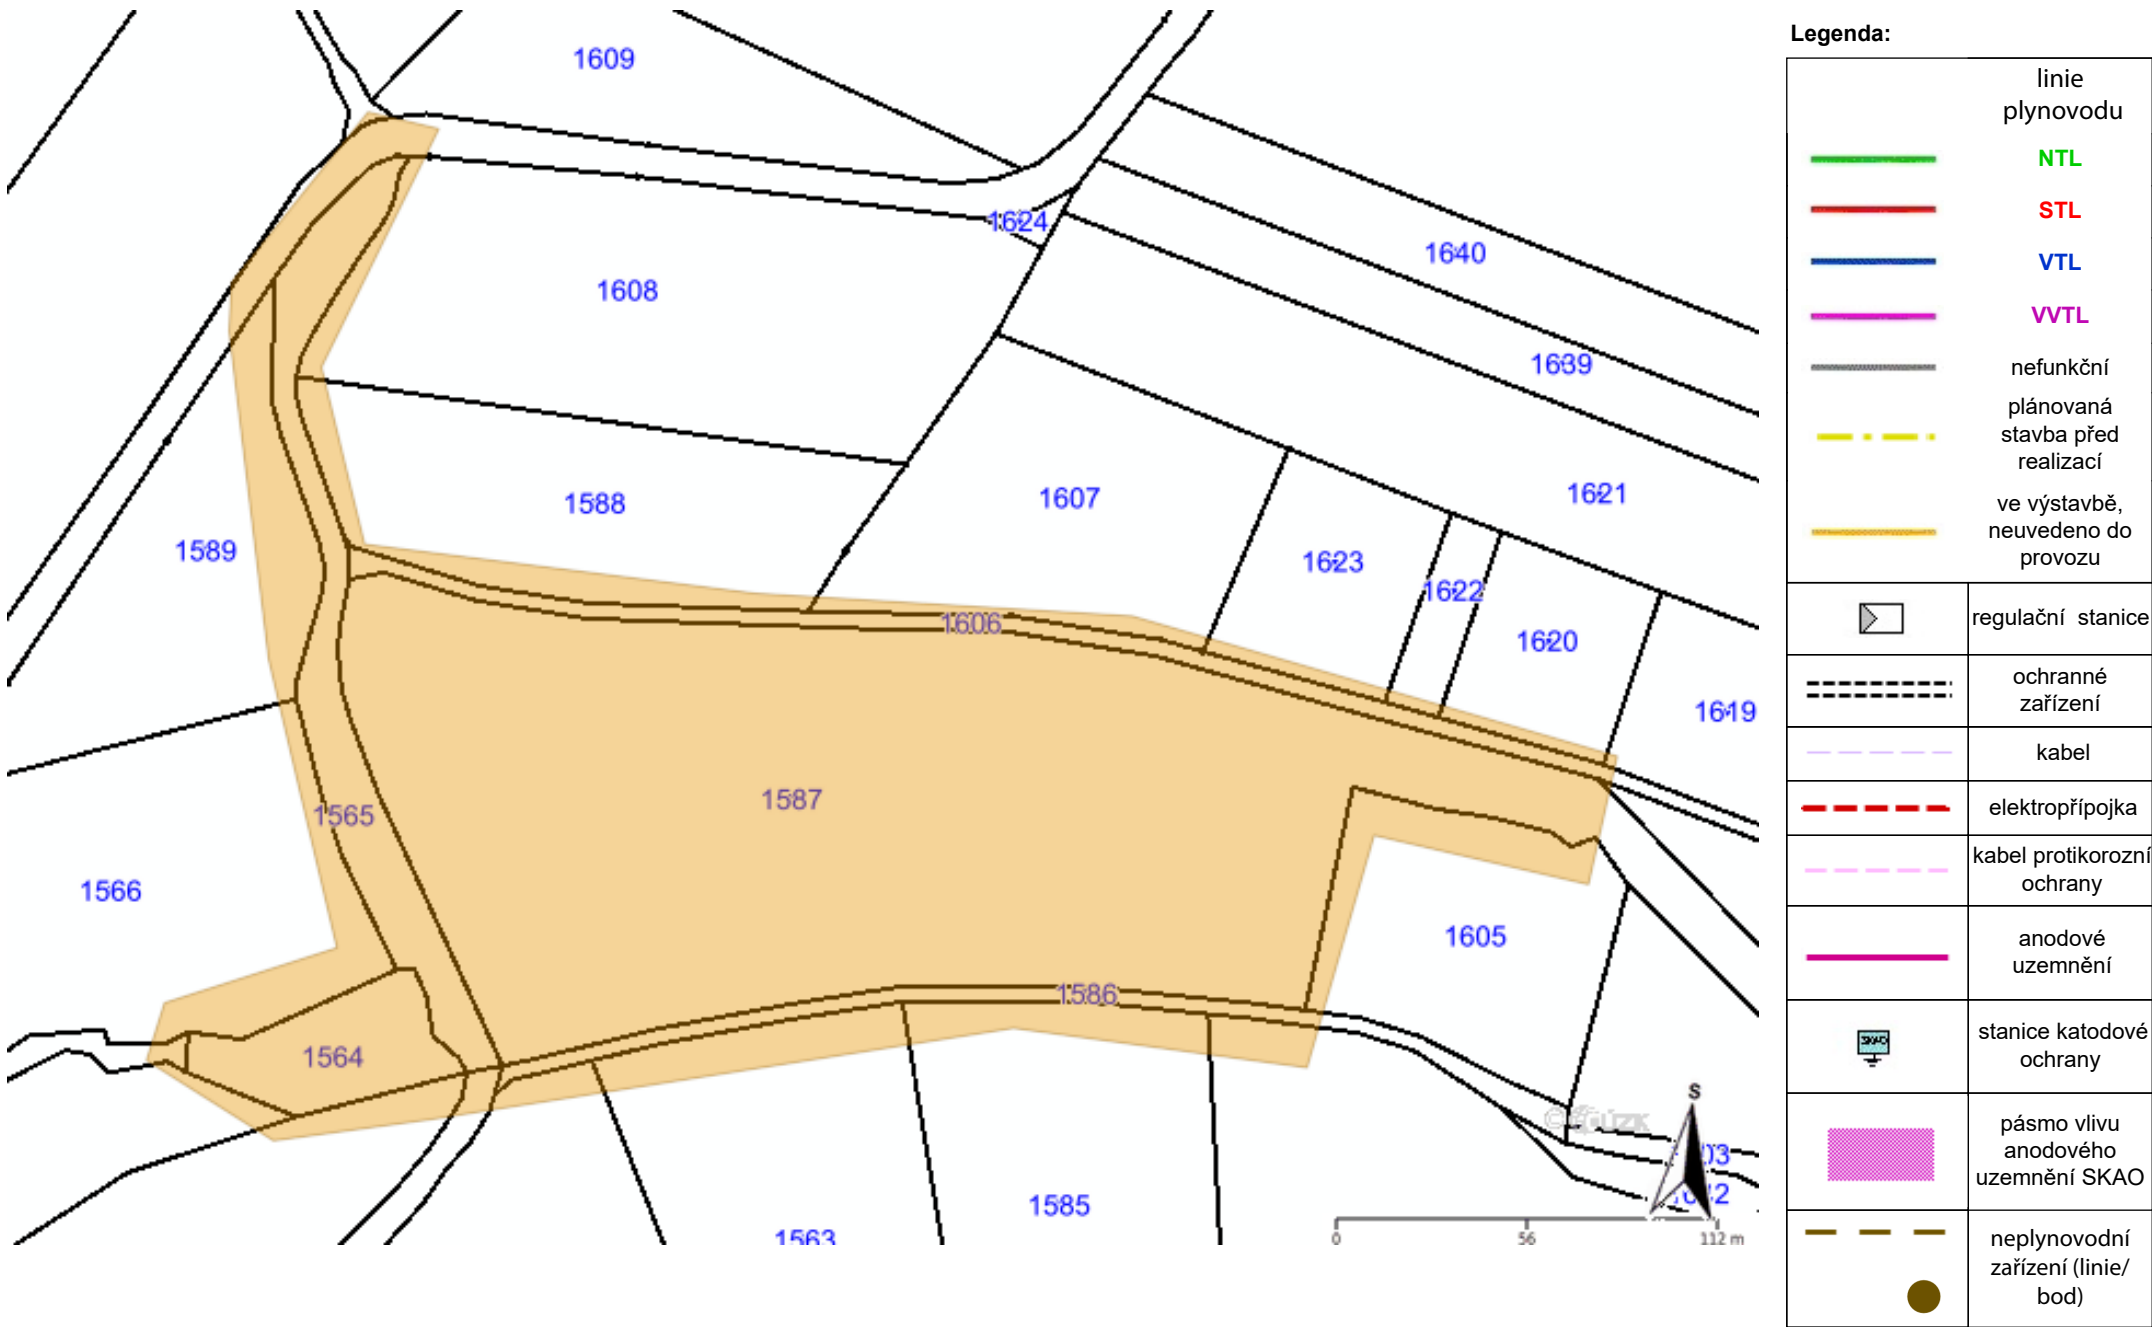 1609
1624
1640
1608
1639
1588
1607
1621
1589
1623
1622
1606
1620
1619
1587
1565
1566
1605
1586
1564
1585
1563
©ČÚZK
S
0
56
112 m
Legenda:
linie
plynovodu
NTL
STL
VTL
VVTL
nefunkční
plánovaná
stavba před
realizací
ve výstavbě,
neuvedeno do
provozu
regulační stanice
ochranné
zařízení
kabel
elektropřípojka
kabel protikorozní
ochrany
anodové
uzemnění
SKAO
stanice katodové
ochrany
pásmo vlivu
anodového
uzemnění SKAO
neplynovodní
zařízení (linie/
bod)